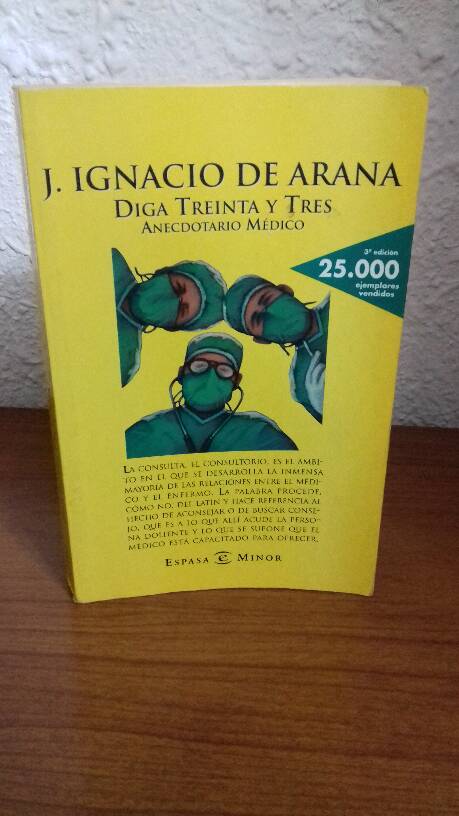 J. IGNACIO DE ARANA
DIGA TREINTA Y TRES
ANECDOTARIO MÉDICO
3ª edición
25.000
ejemplares
vendidos
LA CONSULTA, EL CONSULTORIO, ES EL ÁMBI-
TO EN EL QUE SE DESARROLLA LA INMENSA
MAYORÍA DE LAS RELACIONES ENTRE EL MÉDI-
CO Y EL ENFERMO. LA PALABRA PROCEDE,
CÓMO NO, DEL LATÍN Y HACE REFERENCIA AL
HECHO DE ACONSEJAR O DE BUSCAR CONSE-
JO, QUE ES A LO QUE ALLÍ ACUDE LA PERSO-
NA DOLIENTE Y LO QUE SE SUPONE QUE EL
MÉDICO ESTÁ CAPACITADO PARA OFRECER.
ESPASA e MINOR